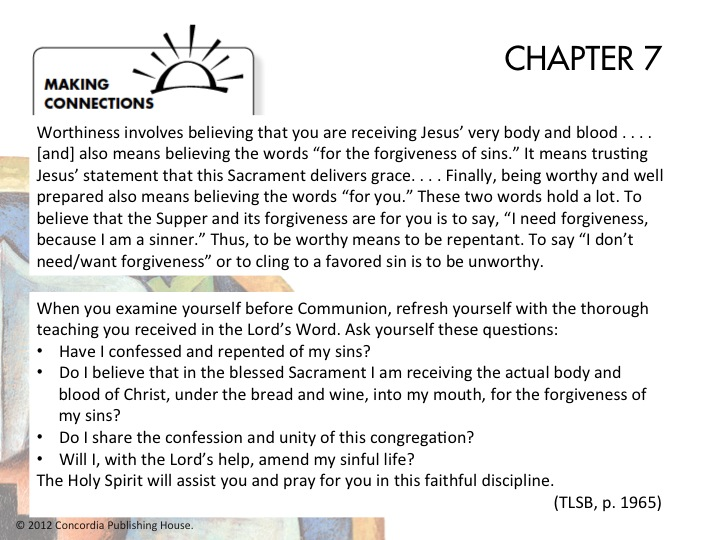 CHAPTER 7
MAKING
CONNECTIONS
Worthiness involves believing that you are receiving Jesus’ very body and blood . . . .
[and] also means believing the words “for the forgiveness of sins.” It means trusting
Jesus’ statement that this Sacrament delivers grace. . . . Finally, being worthy and well
prepared also means believing the words “for you.” These two words hold a lot. To
believe that the Supper and its forgiveness are for you is to say, “I need forgiveness,
because I am a sinner.” Thus, to be worthy means to be repentant. To say “I don’t
need/want forgiveness” or to cling to a favored sin is to be unworthy.
When you examine yourself before Communion, refresh yourself with the thorough
teaching you received in the Lord’s Word. Ask yourself these questions:
• Have I confessed and repented of my sins?
• Do I believe that in the blessed Sacrament I am receiving the actual body and
blood of Christ, under the bread and wine, into my mouth, for the forgiveness of
my sins?
• Do I share the confession and unity of this congregation?
• Will I, with the Lord’s help, amend my sinful life?
The Holy Spirit will assist you and pray for you in this faithful discipline.
(TLSB, p. 1965)
© 2012 Concordia Publishing House.